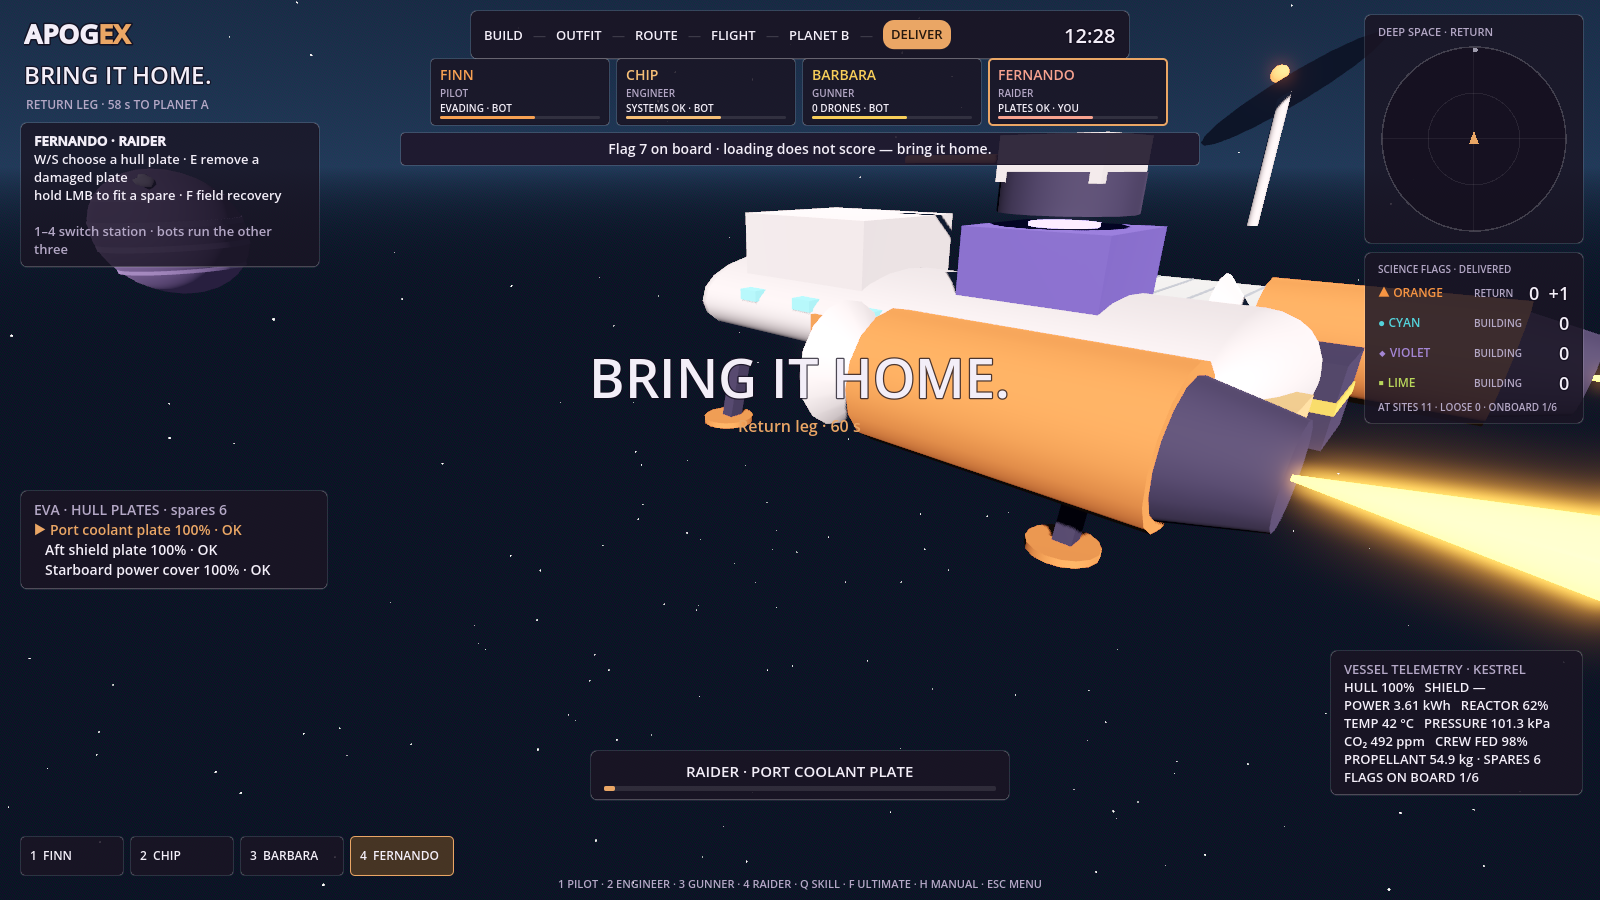 APOGEX
BRING IT HOME.
RETURN LEG · 58 s TO PLANET A
BUILD — OUTFIT — ROUTE — FLIGHT — PLANET B — DELIVER 12:28
FINN
PILOT
EVADING · BOT
CHIP
ENGINEER
SYSTEMS OK · BOT
BARBARA
GUNNER
0 DRONES · BOT
FERNANDO
RAIDER
PLATES OK · YOU
Flag 7 on board · loading does not score — bring it home.
FERNANDO · RAIDER
W/S choose a hull plate · E remove a
damaged plate
hold LMB to fit a spare · F field recovery
1–4 switch station · bots run the other
three
DEEP SPACE · RETURN
SCIENCE FLAGS · DELIVERED
▲ ORANGE RETURN 0 +1
● CYAN BUILDING 0
◆ VIOLET BUILDING 0
■ LIME BUILDING 0
AT SITES 11 · LOOSE 0 · ONBOARD 1/6
BRING IT HOME.
Return leg · 60 s
EVA · HULL PLATES · spares 6
▶ Port coolant plate 100% · OK
Aft shield plate 100% · OK
Starboard power cover 100% · OK
VESSEL TELEMETRY · KESTREL
HULL 100% SHIELD —
POWER 3.61 kWh REACTOR 62%
TEMP 42 °C PRESSURE 101.3 kPa
CO₂ 492 ppm CREW FED 98%
PROPELLANT 54.9 kg · SPARES 6
FLAGS ON BOARD 1/6
RAIDER · PORT COOLANT PLATE
1 FINN
2 CHIP
3 BARBARA
4 FERNANDO
1 PILOT · 2 ENGINEER · 3 GUNNER · 4 RAIDER · Q SKILL · F ULTIMATE · H MANUAL · ESC MENU